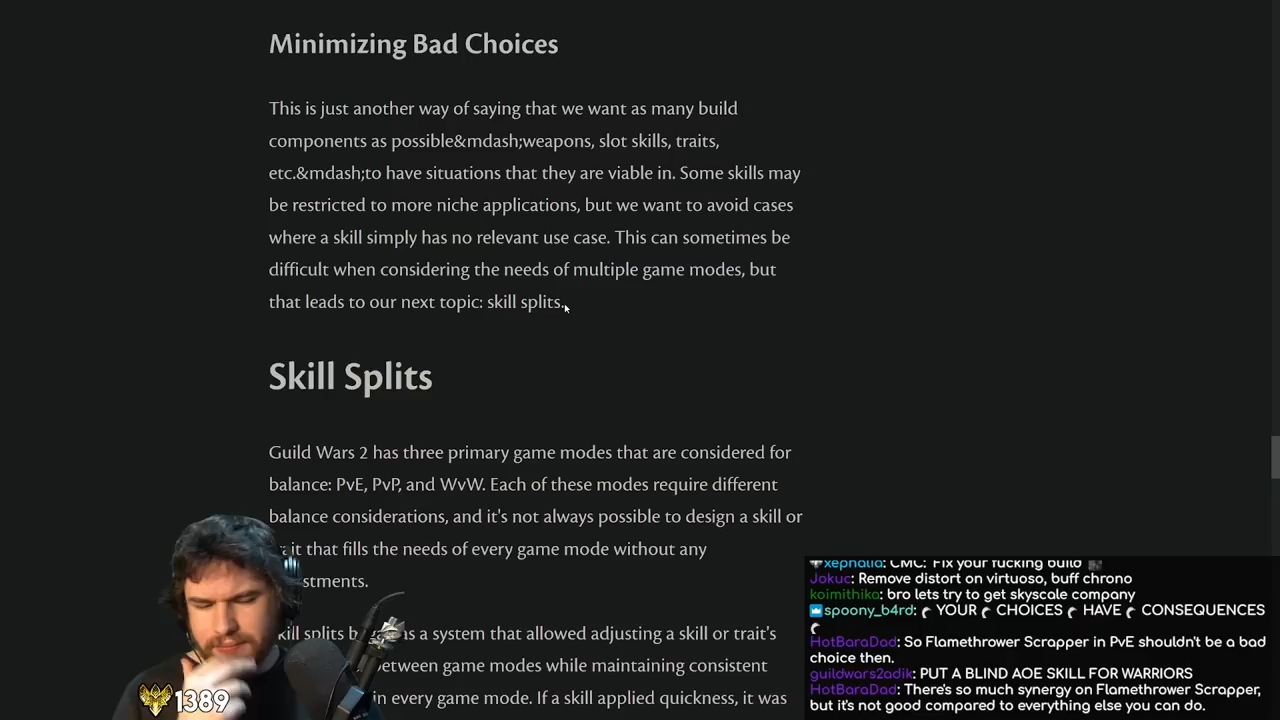 Minimizing Bad Choices
This is just another way of saying that we want as many build
components as possible&mdash;weapons, slot skills, traits,
etc.&mdash;to have situations that they are viable in. Some skills may
be restricted to more niche applications, but we want to avoid cases
where a skill simply has no relevant use case. This can sometimes be
difficult when considering the needs of multiple game modes, but
that leads to our next topic: skill splits.
Skill Splits
Guild Wars 2 has three primary game modes that are considered for
balance: PvE, PvP, and WvW. Each of these modes require different
balance considerations, and it's not always possible to design a skill or
it that fills the needs of every game mode without any
stments.
kill splits as a system that allowed adjusting a skill or trait's
between game modes while maintaining consistent
in every game mode. If a skill applied quickness, it was
1389
xephalia: CMC: Fix your fucking build
Jokuc: Remove distort on virtuoso, buff chrono
koimithika: bro lets try to get skyscale company
spoony_b4rd: YOUR CHOICES HAVE CONSEQUENCES
HotBaraDad: So Flamethrower Scrapper in PvE shouldn't be a bad
choice then.
guildwars2adik: PUT A BLIND AOE SKILL FOR WARRIORS
HotBaraDad: There's so much synergy on Flamethrower Scrapper,
but it's not good compared to everything else you can do.